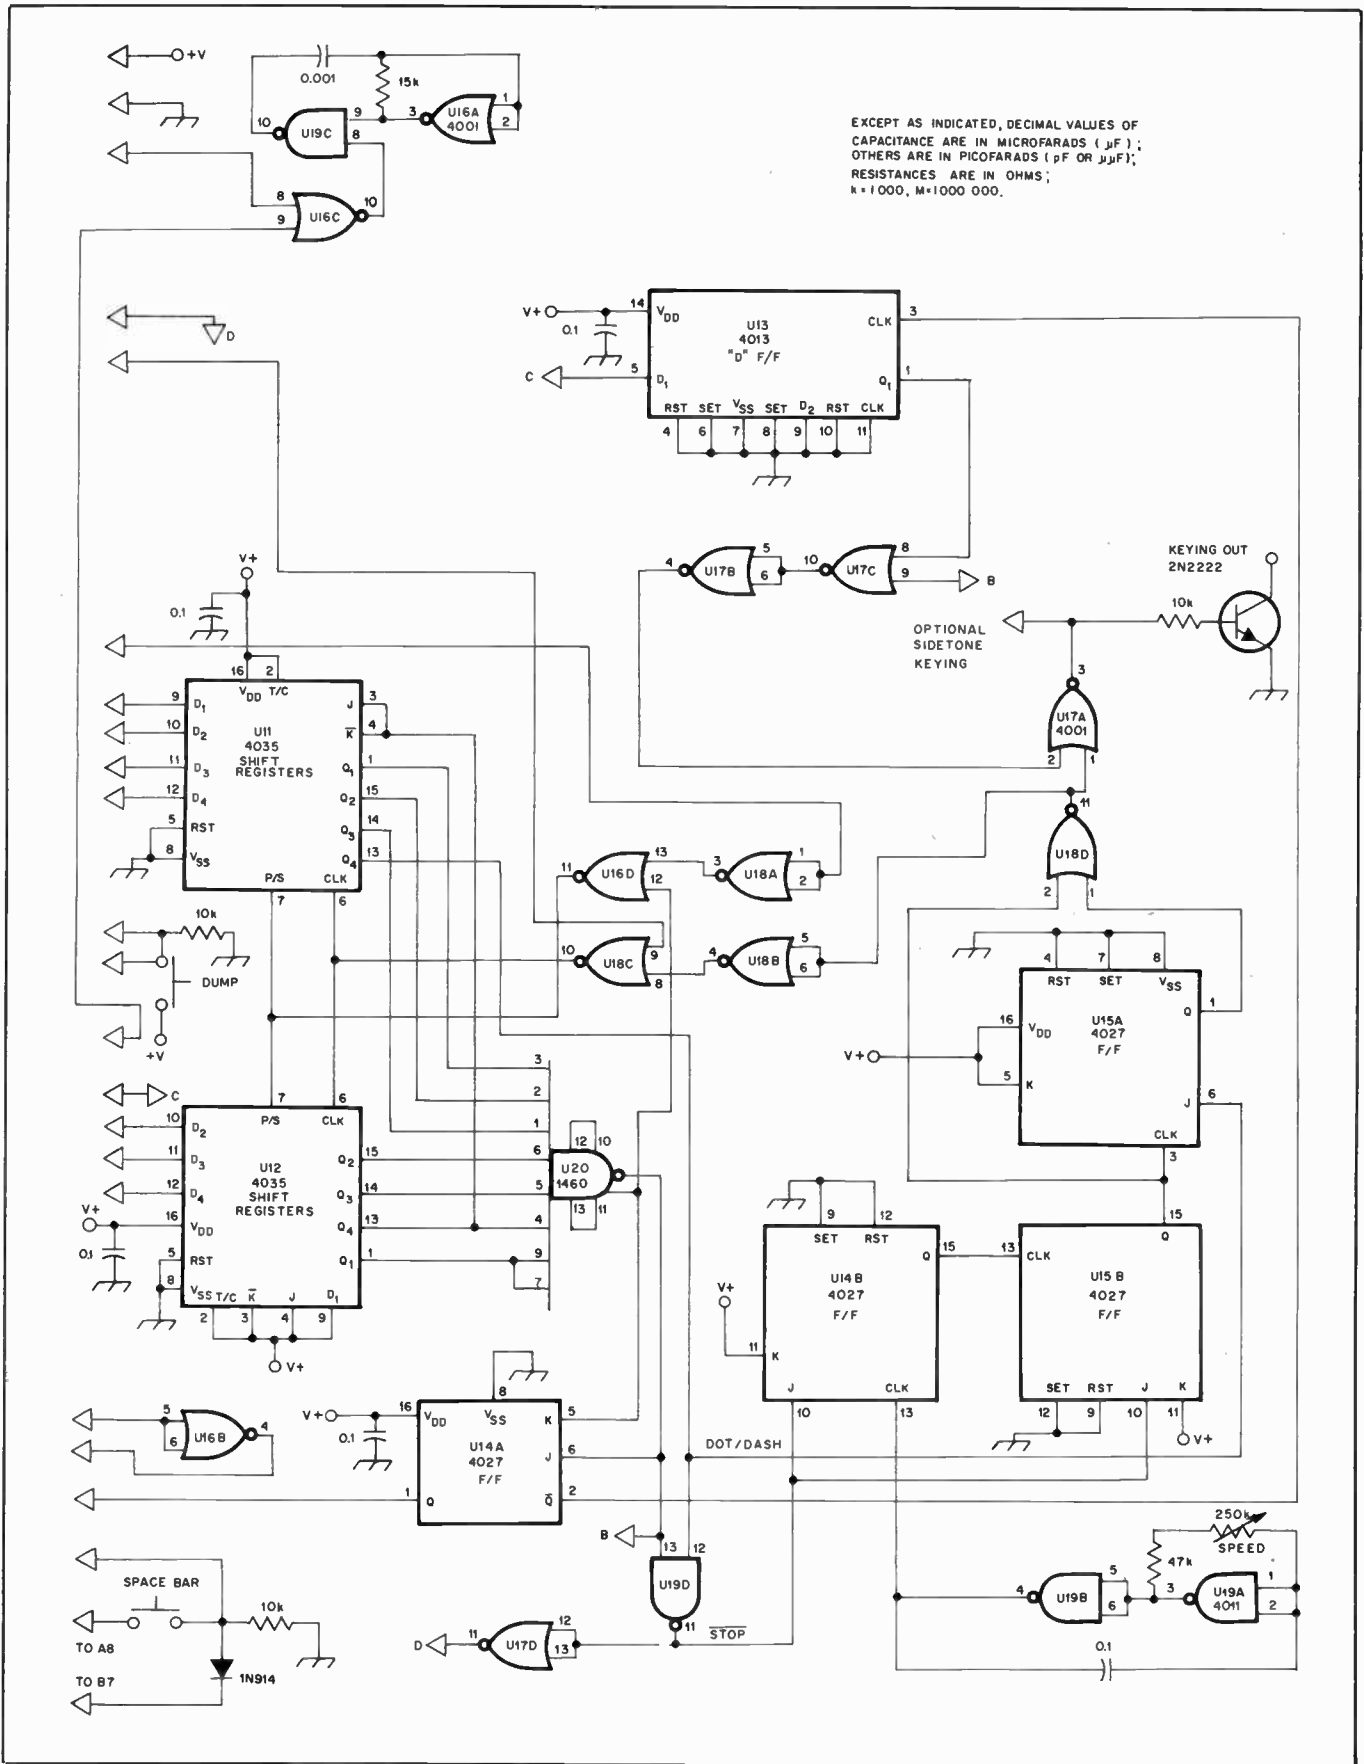 +V
0.001
15k
10
U19C
9
8
3
U16A
4001
1
2
8
9
U16C
10
EXCEPT AS INDICATED, DECIMAL VALUES OF
CAPACITANCE ARE IN MICROFARADS (µF);
OTHERS ARE IN PICOFARADS (pF OR µµF);
RESISTANCES ARE IN OHMS;
k=1000, M=1000 000.
D
V+
0.1
14
VDD
U13
4013
"D" F/F
CLK
3
C
5
D1
Q1
1
RST SET VSS SET D2 RST CLK
4 6 7 8 9 10 11
4
U17B
5
6
10
U17C
8
9
B
KEYING OUT
2N2222
10k
OPTIONAL
SIDETONE
KEYING
3
U17A
4001
2
1
11
U18D
2
1
V+
0.1
16
2
VDD
T/C
U11
4035
SHIFT
REGISTERS
9
D1
10
D2
11
D3
12
D4
5
RST
8
VSS
J
3
K
4
Q1
1
Q2
15
Q3
14
Q4
13
P/S
CLK
7
6
11
U16D
13
12
3
U18A
1
2
10
U18C
9
8
4
U18B
5
6
10k
DUMP
+V
C
4
7
8
RST
SET
VSS
U15A
4027
F/F
Q
1
16
VDD
V+
5
K
J
6
CLK
3
7
6
P/S
CLK
U12
4035
SHIFT
REGISTERS
10
D2
11
D3
12
D4
V+
16
VDD
0.1
5
RST
8
VSS
T/C
K
J
D1
2
3
4
9
V+
Q2
15
Q3
14
Q4
13
Q1
1
3
2
1
6
5
4
9
7
12
10
U20
1460
13
11
9
12
SET
RST
U14B
4027
F/F
Q
15
V+
11
K
J
CLK
10
13
13
CLK
15
Q
U15B
4027
F/F
SET
RST
J
K
12
9
10
11
V+
5
6
U16B
4
V+
0.1
16
VDD
8
VSS
U14A
4027
F/F
K
5
J
6
Q
2
1
Q
DOT/DASH
B
13
12
U19D
11
STOP
D
11
U17D
12
13
SPACE BAR
10k
TO A8
TO B7
1N914
250k
SPEED
47k
4
U19B
5
6
3
U19A
4011
1
2
0.1